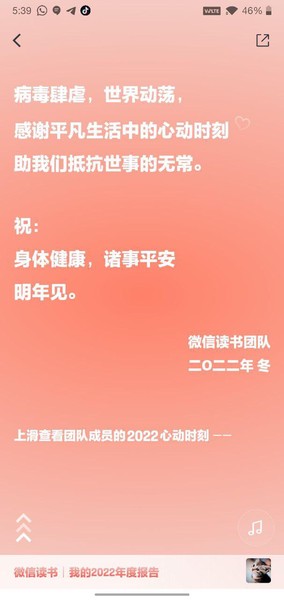 5:39
VoLTE
46%
病毒肆虐，世界动荡，
感谢平凡生活中的心动时刻♡
助我们抵抗世事的无常。
祝：
身体健康，诸事平安
明年见。
微信读书团队
二〇二二年 冬
上滑查看团队成员的2022心动时刻 一一
微信读书｜我的2022年度报告